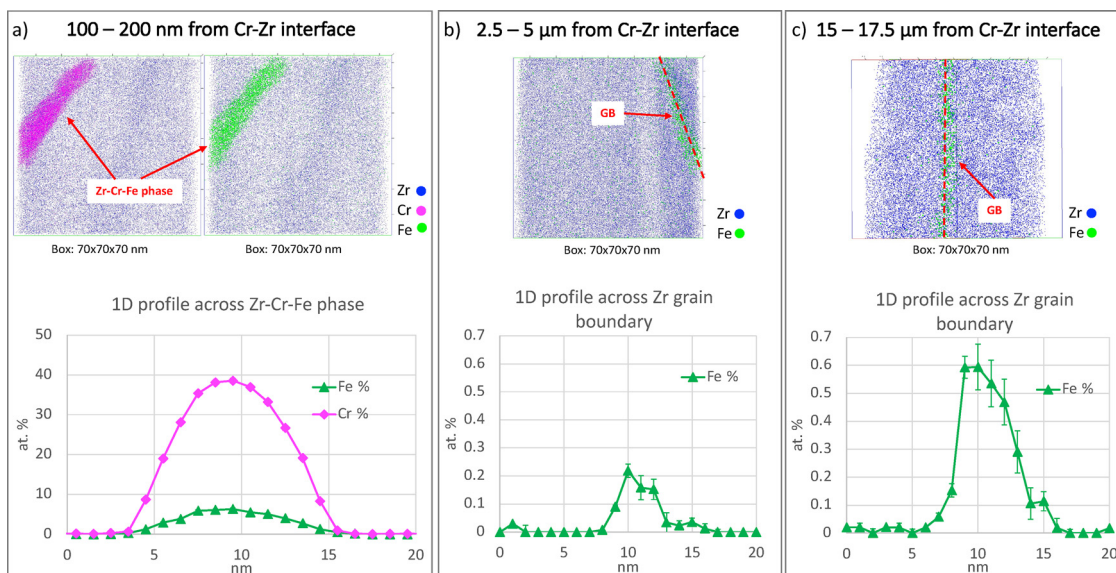 a) 100 – 200 nm from Cr-Zr interface
Zr-Cr-Fe phase
Zr
Cr
Fe
Box: 70x70x70 nm
Box: 70x70x70 nm
1D profile across Zr-Cr-Fe phase
50
40
30
20
10
0
at. %
Fe %
Cr %
0 5 10 15 20
nm
b) 2.5 – 5 µm from Cr-Zr interface
GB
Zr
Fe
Box: 70x70x70 nm
1D profile across Zr grain
boundary
0.7
0.6
0.5
0.4
0.3
0.2
0.1
0
at. %
Fe %
0 5 10 15 20
nm
c) 15 – 17.5 µm from Cr-Zr interface
GB
Zr
Fe
Box: 70x70x70 nm
1D profile across Zr grain
boundary
0.7
0.6
0.5
0.4
0.3
0.2
0.1
0
at. %
Fe %
0 5 10 15 20
nm